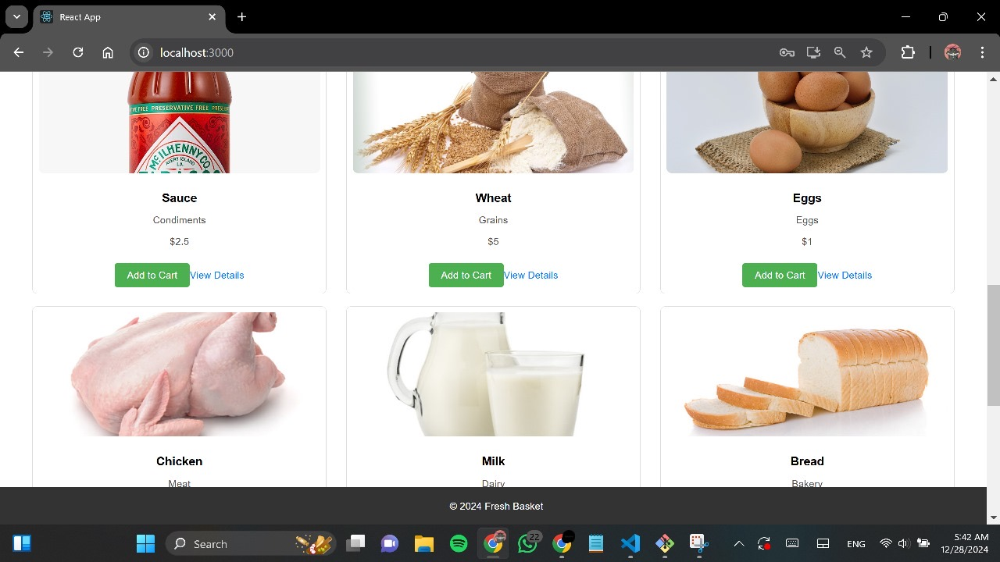 React App
localhost:3000
PRESERVATIVE FREE
McILHENNY CO.
AVERY ISLAND
LA.
Sauce
Wheat
Eggs
Condiments
Grains
Eggs
$2.5
$5
$1
Add to Cart View Details
Add to Cart View Details
Add to Cart View Details
Chicken
Milk
Bread
Meat
Dairy
Bakery
© 2024 Fresh Basket
Search
22
ENG
5:42 AM
12/28/2024